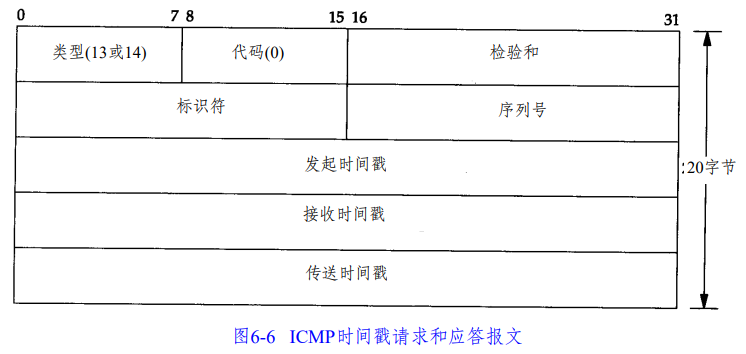 0 7 8 15 16 31
类型(13或14) 代码(0) 检验和
标识符 序列号
发起时间戳
20字节
接收时间戳
传送时间戳
图6-6 ICMP时间戳请求和应答报文